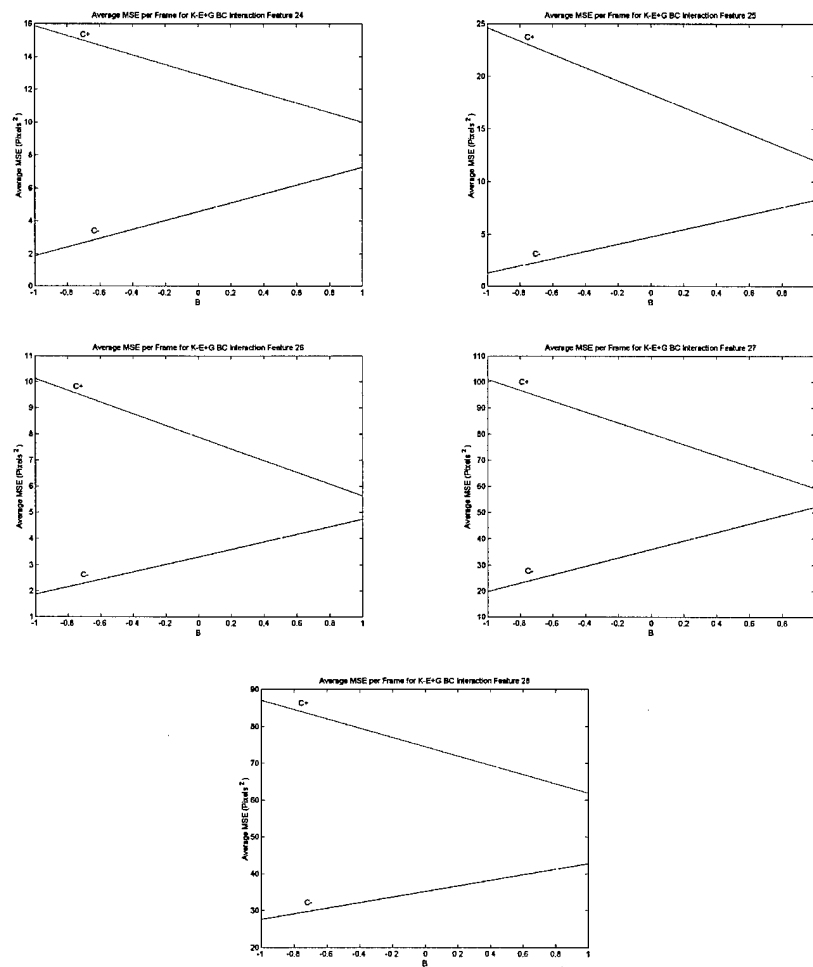 Average MSE per Frame for K-E+G BC Interaction Feature 24
16
14
12
10
8
6
4
2
0
Average MSE (Pixels²)
C+
C-
-1 -0.8 -0.6 -0.4 -0.2 0 0.2 0.4 0.6 0.8 1
B
Average MSE per Frame for K-E+G BC Interaction Feature 25
25
20
15
10
5
0
Average MSE (Pixels²)
C+
C-
-1 -0.8 -0.6 -0.4 -0.2 0 0.2 0.4 0.6 0.8
B
Average MSE per Frame for K-E+G BC Interaction Feature 26
11
10
9
8
7
6
5
4
3
2
1
Average MSE (Pixels²)
C+
C-
-1 -0.8 -0.6 -0.4 -0.2 0 0.2 0.4 0.6 0.8 1
B
Average MSE per Frame for K-E+G BC Interaction Feature 27
110
100
90
80
70
60
50
40
30
20
10
Average MSE (Pixels²)
C+
C-
-1 -0.8 -0.6 -0.4 -0.2 0 0.2 0.4 0.6 0.8
B
Average MSE per Frame for K-E+G BC Interaction Feature 28
90
80
70
60
50
40
30
20
Average MSE (Pixels²)
C+
C-
-1 -0.8 -0.6 -0.4 -0.2 0 0.2 0.4 0.6 0.8 1
B